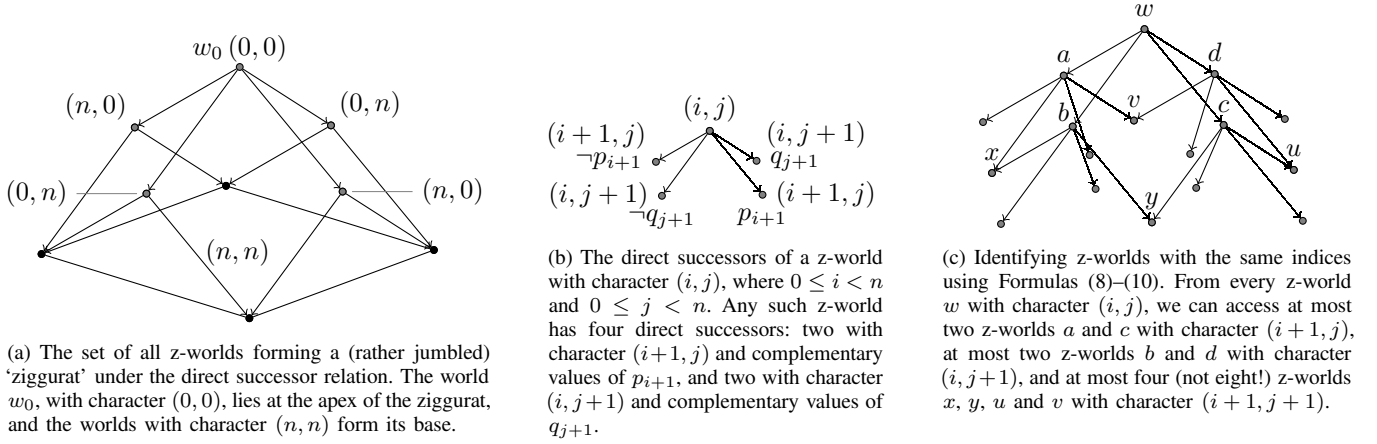 w₀ (0, 0)
(n, 0)
(0, n)
(0, n)
(n, 0)
(n, n)
(a) The set of all z-worlds forming a (rather jumbled)
‘ziggurat’ under the direct successor relation. The world
w₀, with character (0, 0), lies at the apex of the ziggurat,
and the worlds with character (n, n) form its base.
(i, j)
(i + 1, j)
(i, j + 1)
¬pᵢ₊₁
qⱼ₊₁
(i, j + 1)
(i + 1, j)
¬qⱼ₊₁
pᵢ₊₁
(b) The direct successors of a z-world
with character (i, j), where 0 ≤ i < n
and 0 ≤ j < n. Any such z-world
has four direct successors: two with
character (i+1, j) and complementary
values of pᵢ₊₁, and two with character
(i, j+1) and complementary values of
qⱼ₊₁.
w
a
d
v
b
c
x
u
y
(c) Identifying z-worlds with the same indices
using Formulas (8)–(10). From every z-world
w with character (i, j), we can access at most
two z-worlds a and c with character (i + 1, j),
at most two z-worlds b and d with character
(i, j+1), and at most four (not eight!) z-worlds
x, y, u and v with character (i + 1, j + 1).